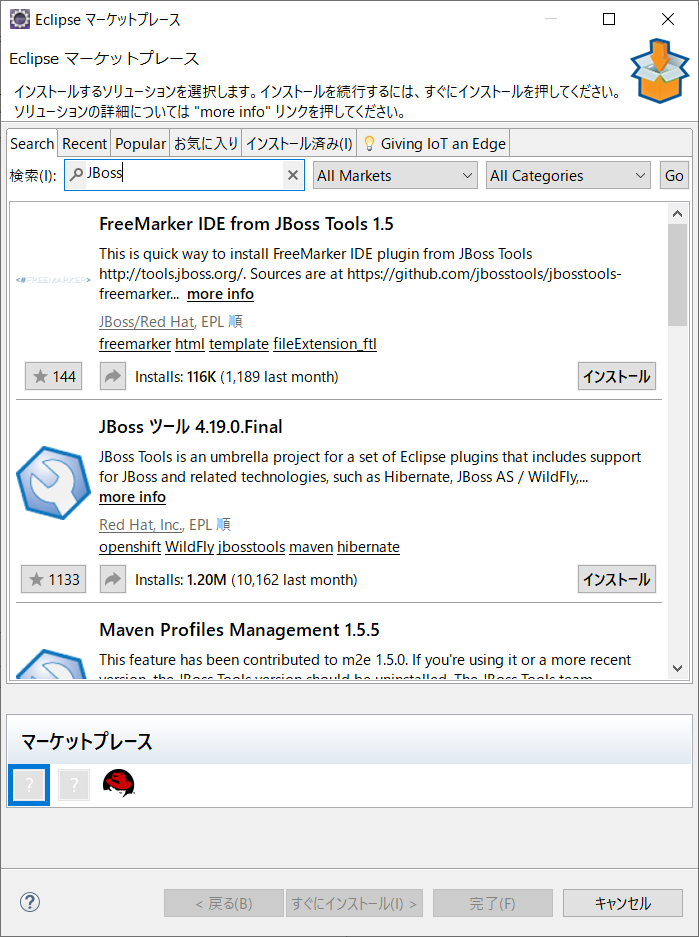 Eclipse マーケットプレース
Eclipse マーケットプレース
インストールするソリューションを選択します。インストールを続行するには、すぐにインストールを押してください。
ソリューションの詳細については "more info" リンクを押してください。
Search Recent Popular お気に入り インストール済み(I) Giving IoT an Edge
検索(I): JBoss All Markets All Categories Go
FreeMarker IDE from JBoss Tools 1.5
This is quick way to install FreeMarker IDE plugin from JBoss Tools
http://tools.jboss.org/. Sources are at https://github.com/jbosstools/jbosstools-
<#FREEMARKER>
freemarker... more info
JBoss/Red Hat, EPL 順
freemarker html template fileExtension_ftl
144 Installs: 116K (1,189 last month) インストール
JBoss ツール 4.19.0.Final
JBoss Tools is an umbrella project for a set of Eclipse plugins that includes support
for JBoss and related technologies, such as Hibernate, JBoss AS / WildFly,...
more info
Red Hat, Inc., EPL 順
openshift WildFly jbosstools maven hibernate
1133 Installs: 1.20M (10,162 last month) インストール
Maven Profiles Management 1.5.5
This feature has been contributed to m2e 1.5.0. If you're using it or a more recent
version, the JBoss Tools version should be uninstalled. The JBoss Tools team
マーケットプレース
? ?
? < 戻る(B) すぐにインストール(I) > 完了(F) キャンセル